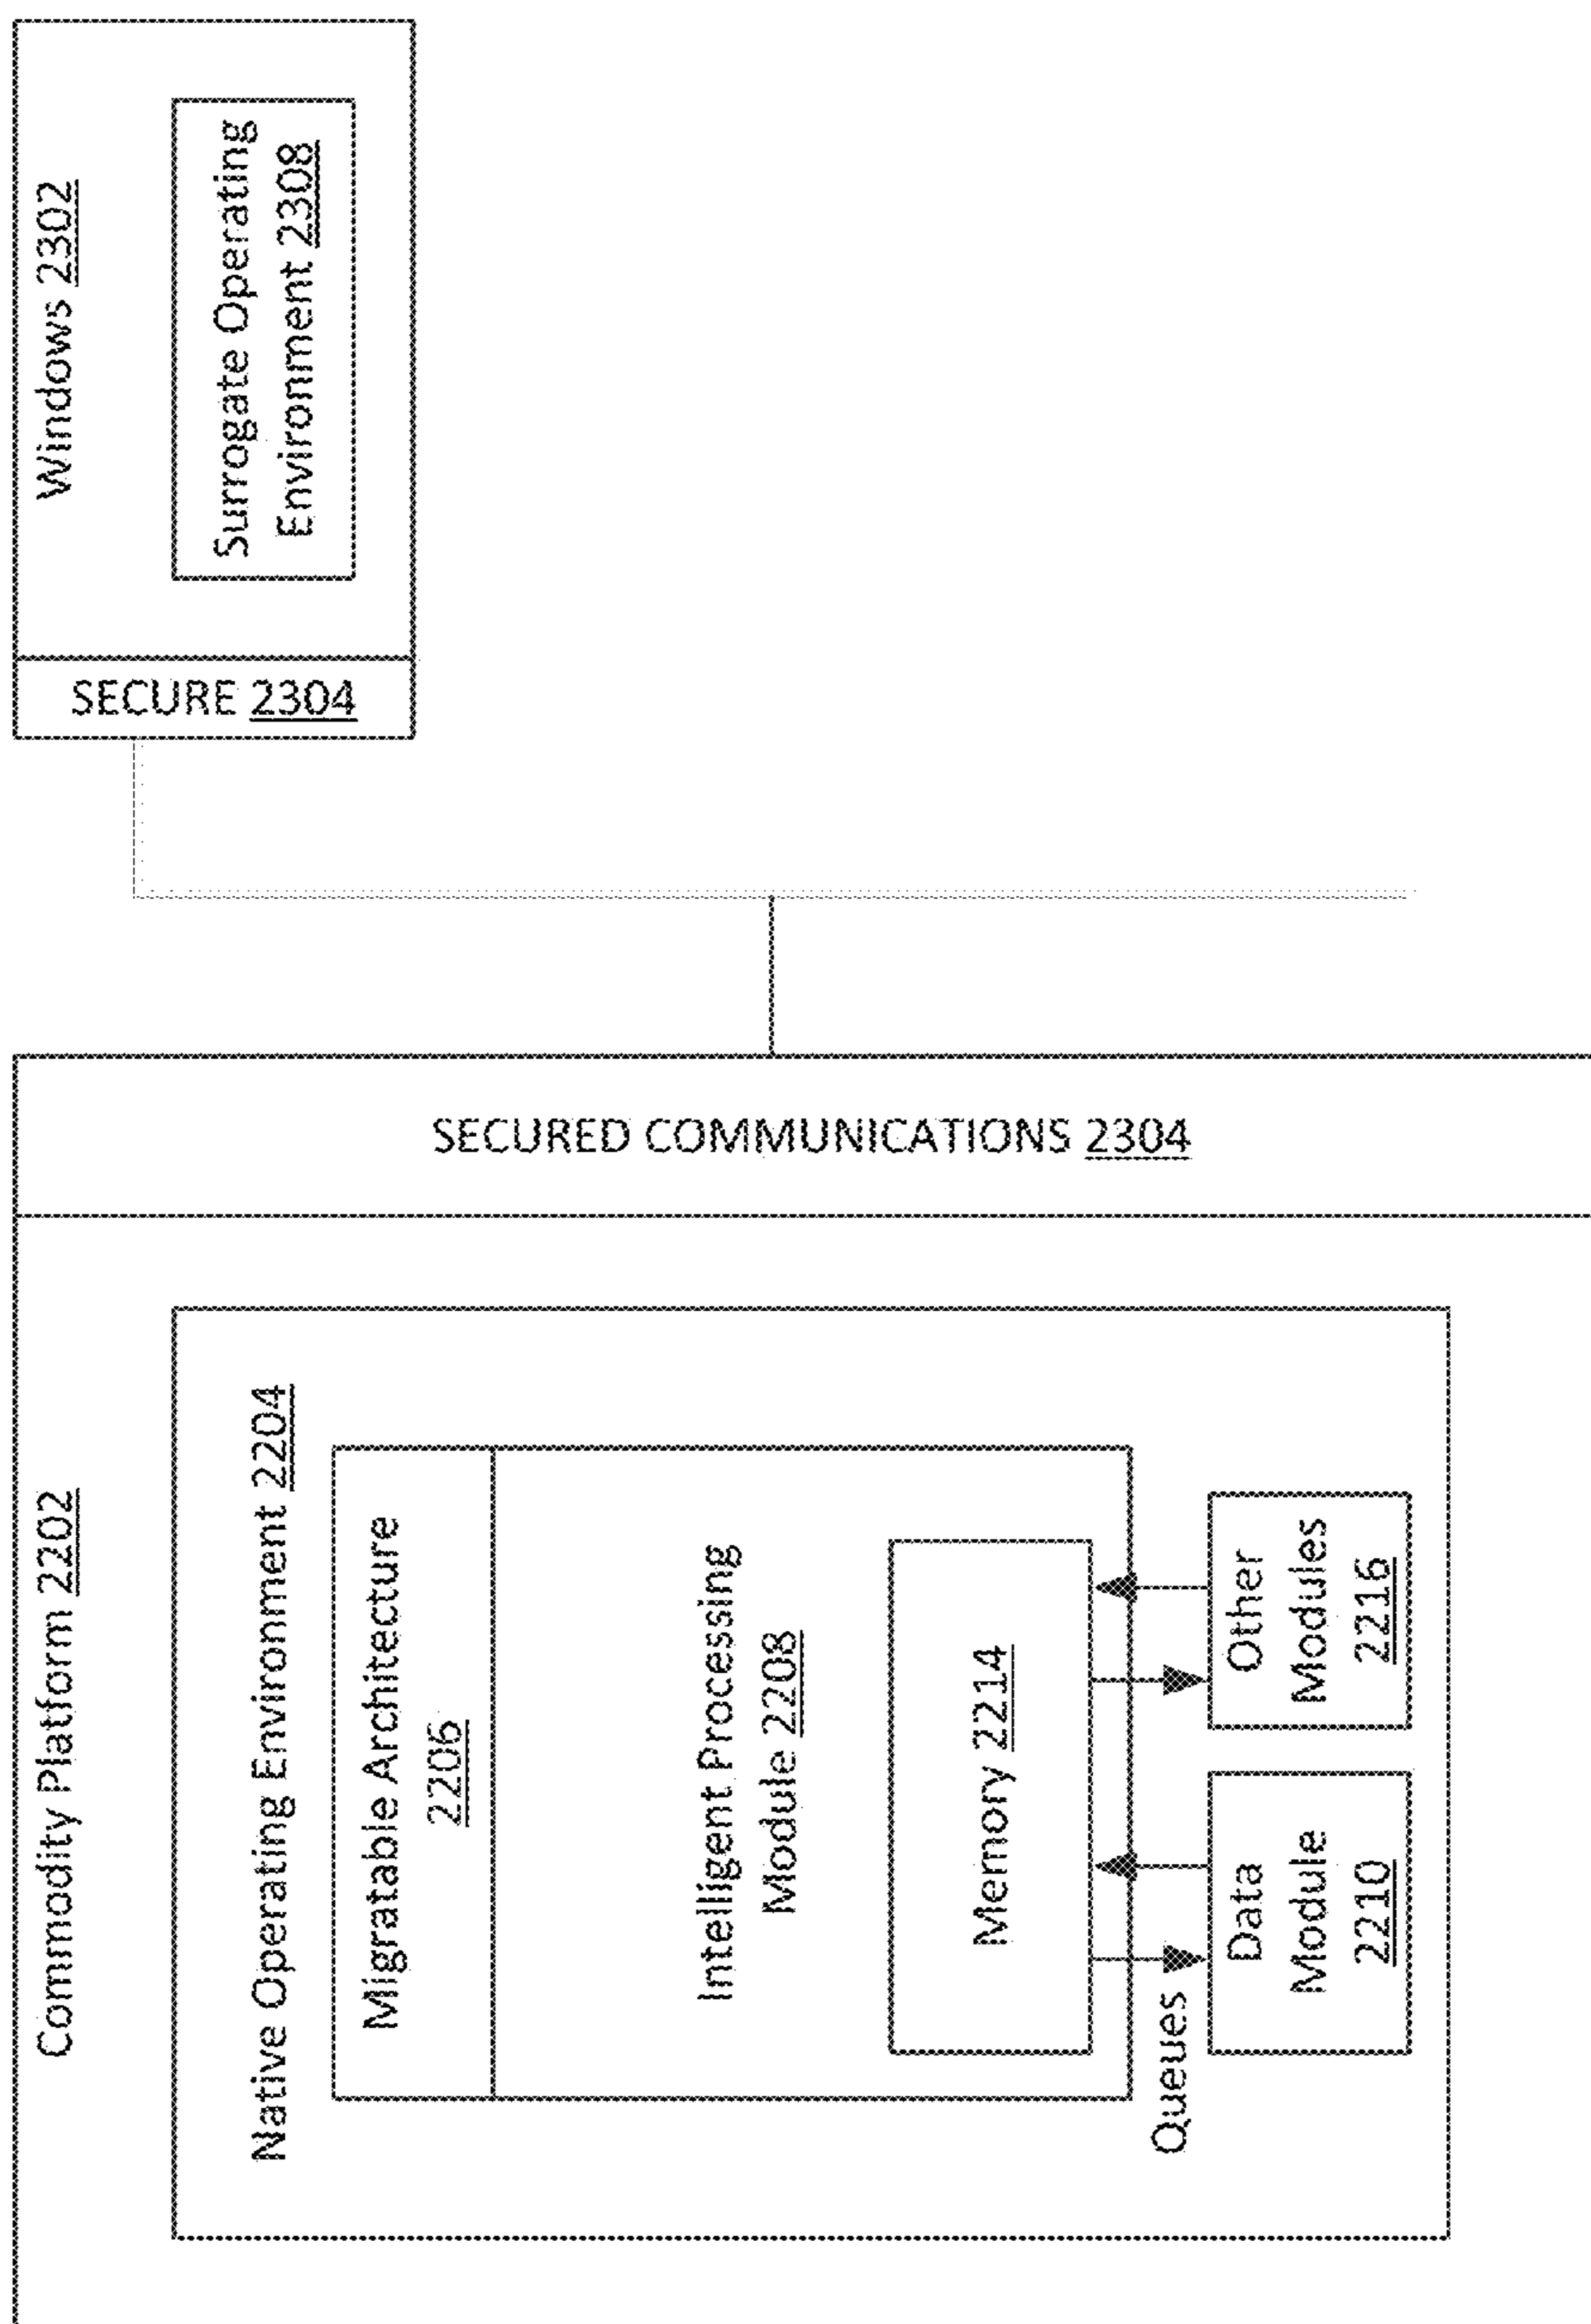 Commodity Platform 2202
Native Operating Environment 2204
Migratable Architecture
2206
Intelligent Processing
Module 2208
Memory 2214
Queues
Data
Module
2210
Other
Modules
2216
SECURED COMMUNICATIONS 2304
SECURE 2304
Windows 2302
Surrogate Operating
Environment 2308